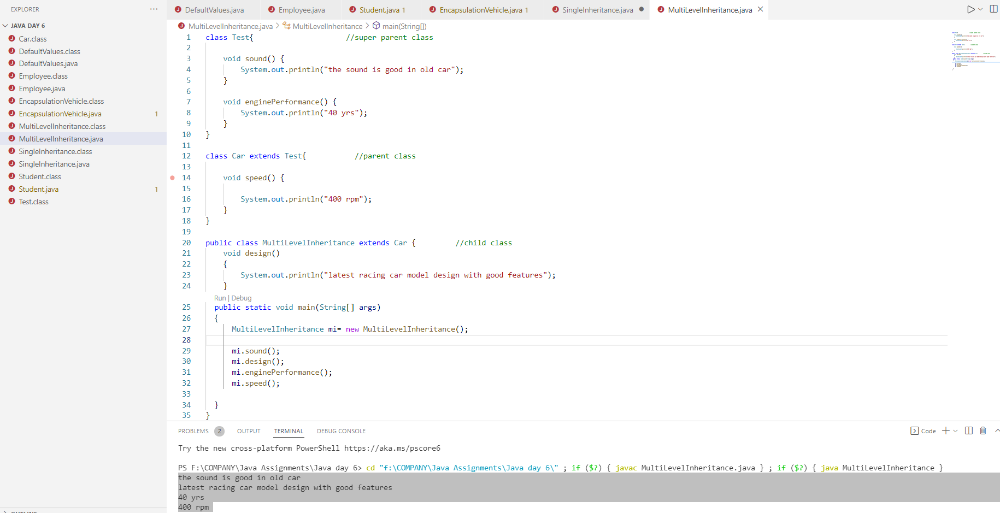 EXPLORER ···
JAVA DAY 6
Car.class
DefaultValues.class
DefaultValues.java
Employee.class
Employee.java
EncapsulationVehicle.class
EncapsulationVehicle.java 1
MultiLevelInheritance.class
MultiLevelInheritance.java
SingleInheritance.class
SingleInheritance.java
Student.class
Student.java 1
Test.class
OUTLINE
DefaultValues.java Employee.java Student.java 1 EncapsulationVehicle.java 1 SingleInheritance.java MultiLevelInheritance.java
MultiLevelInheritance.java > MultiLevelInheritance > main(String[])
1 class Test{ //super parent class
2
3 void sound() {
4 System.out.println("the sound is good in old car");
5 }
6
7 void enginePerformance() {
8 System.out.println("40 yrs");
9 }
10 }
11
12 class Car extends Test{ //parent class
13
14 void speed() {
15
16 System.out.println("400 rpm");
17 }
18 }
19
20 public class MultiLevelInheritance extends Car { //child class
21 void design()
22 {
23 System.out.println("latest racing car model design with good features");
24 }
Run | Debug
25 public static void main(String[] args)
26 {
27 MultiLevelInheritance mi= new MultiLevelInheritance();
28
29 mi.sound();
30 mi.design();
31 mi.enginePerformance();
32 mi.speed();
33
34 }
35 }
PROBLEMS 2 OUTPUT TERMINAL DEBUG CONSOLE Code
Try the new cross-platform PowerShell https://aka.ms/pscore6
PS F:\COMPANY\Java Assignments\Java day 6> cd "f:\COMPANY\Java Assignments\Java day 6\" ; if ($?) { javac MultiLevelInheritance.java } ; if ($?) { java MultiLevelInheritance }
the sound is good in old car
latest racing car model design with good features
40 yrs
400 rpm